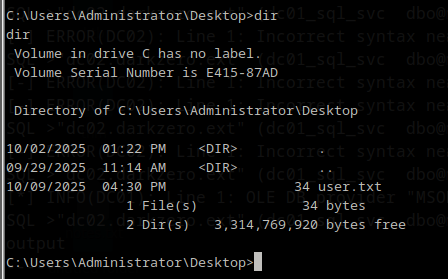 C:\Users\Administrator\Desktop>dir
dir
 Volume in drive C has no label.
 Volume Serial Number is E415-87AD

 Directory of C:\Users\Administrator\Desktop

10/02/2025  01:22 PM    <DIR>          .
09/29/2025  11:14 AM    <DIR>          ..
10/09/2025  04:30 PM                34 user.txt
               1 File(s)             34 bytes
               2 Dir(s)   3,314,769,920 bytes free

C:\Users\Administrator\Desktop>